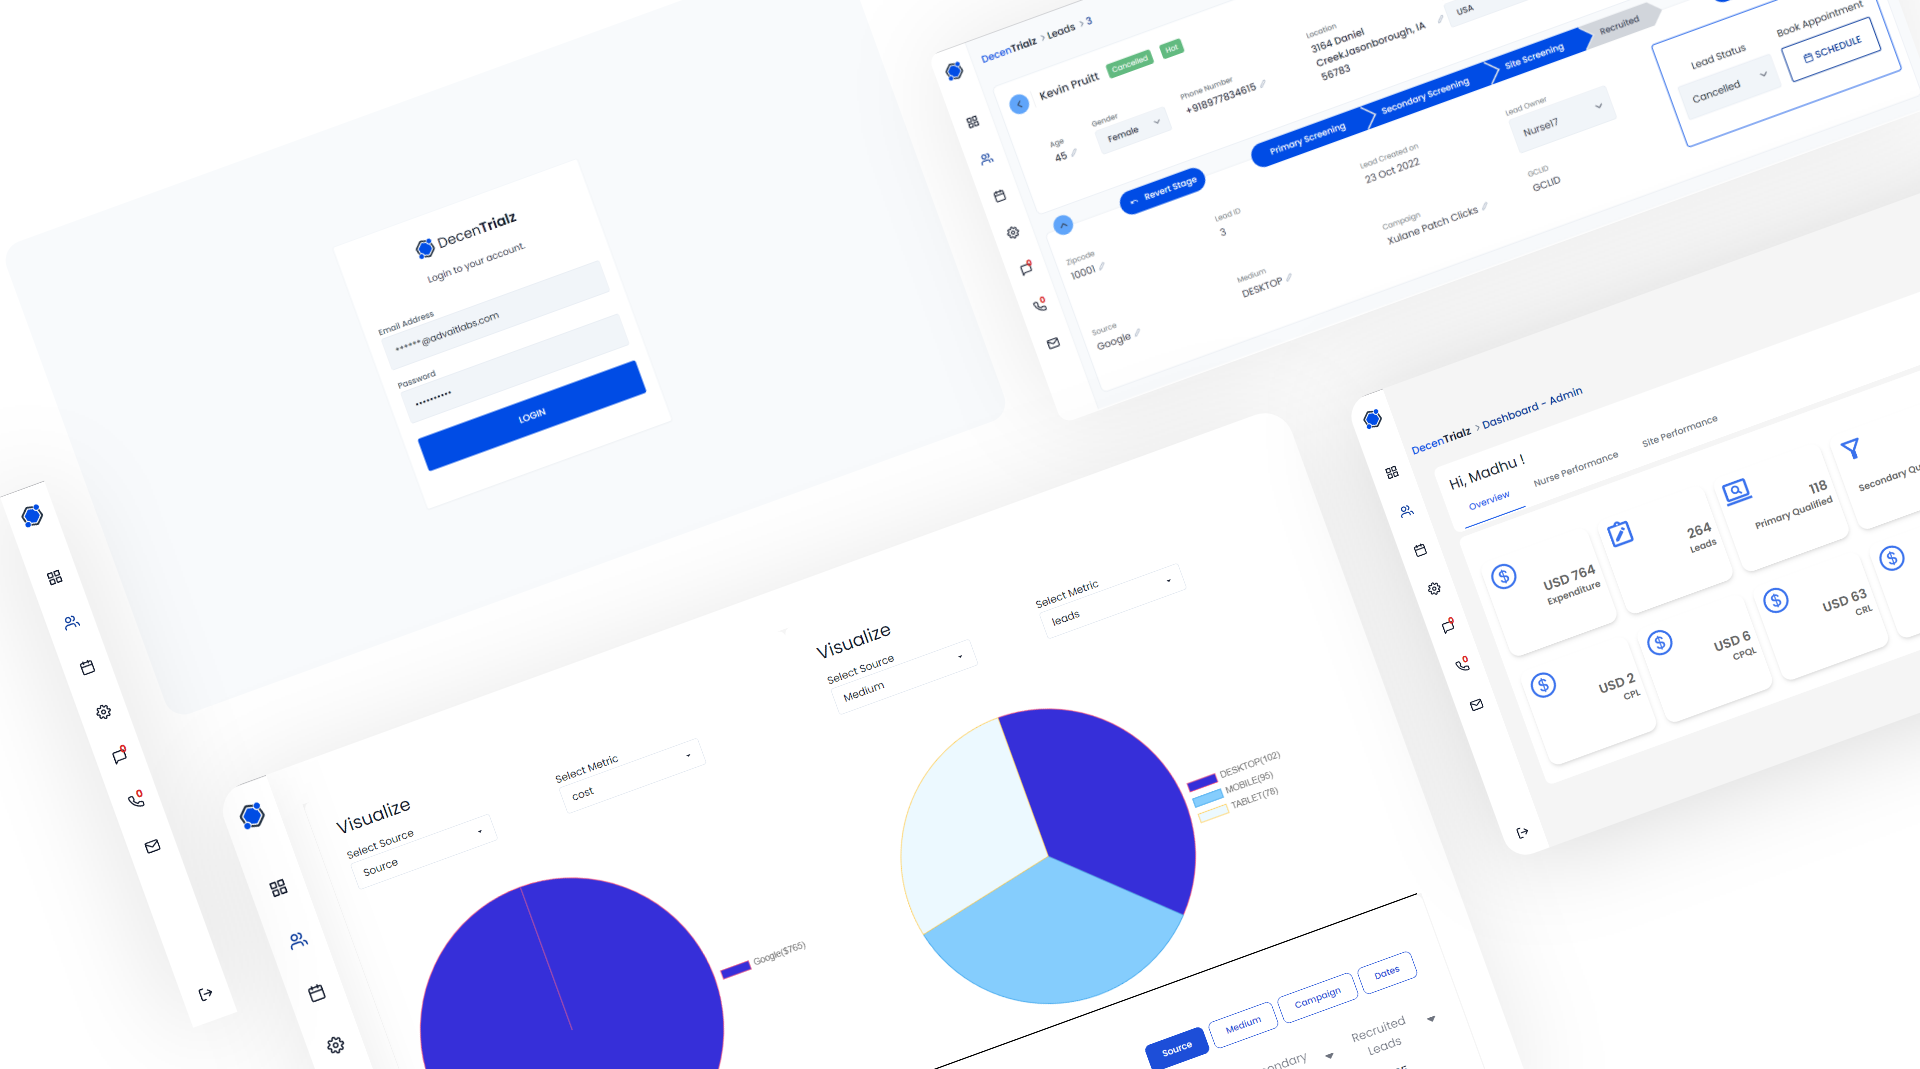 DecenTrialz
Login to your account.
Email Address
******@advaitlabs.com
Password
LOGIN
DecenTrialz > Leads > 3
Kevin Pruitt Cancelled Hot
Age
45
Gender
Female
Phone Number
+918977834615
Location
3164 Daniel
CreekJasonborough, IA
56783
USA
Revert Stage
Primary Screening
Secondary Screening
Site Screening
Recruited
Lead Status
Cancelled
Book Appointment
SCHEDULE
Zipcode
10001
Lead ID
3
Lead Created on
23 Oct 2022
Lead Owner
Nurse17
Source
Google
Medium
DESKTOP
Campaign
Xulane Patch Clicks
GCLID
GCLID
DecenTrialz > Dashboard - Admin
Hi, Madhu !
Overview
Nurse Performance
Site Performance
USD 764
Expenditure
264
Leads
118
Primary Qualified
Secondary Qu
USD 2
CPL
USD 6
CPQL
USD 63
CRL
0
0
Visualize
Select Source
Source
Select Metric
cost
Google($765)
Visualize
Select Source
Medium
Select Metric
leads
DESKTOP(102)
MOBILE(95)
TABLET(78)
Source
Medium
Campaign
Dates
ondary
Recruited
Leads